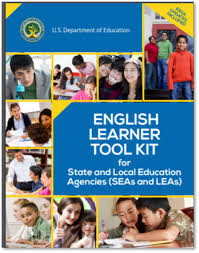 U.S. Department of Education
ENGLISH
LEARNER
TOOL KIT
for
State and Local Education
Agencies (SEAs and LEAs)